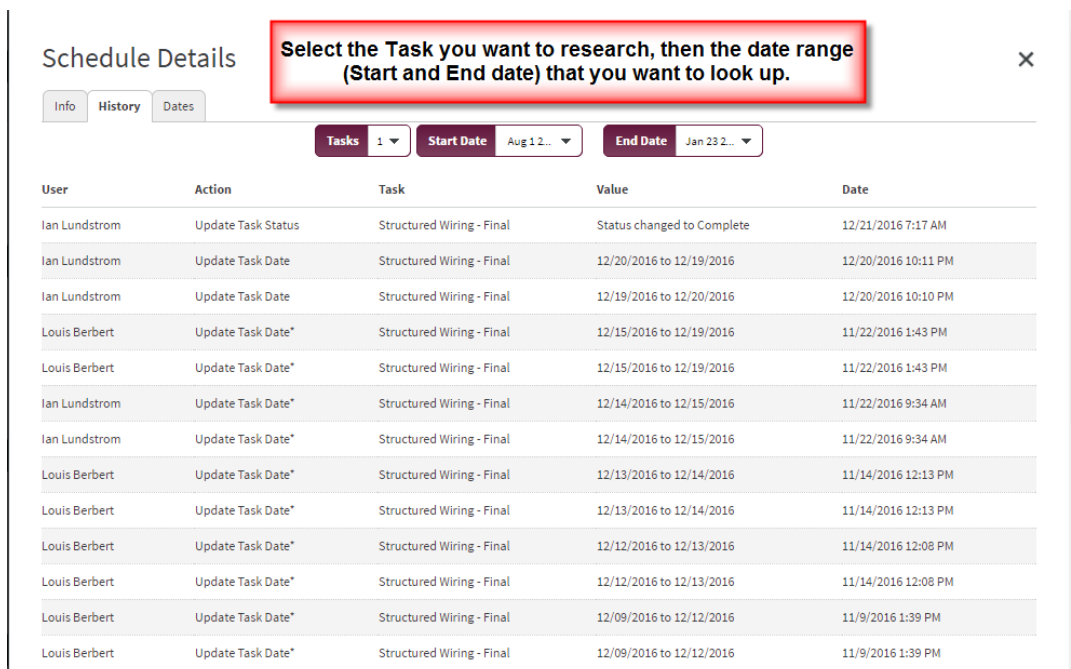 Schedule Details
Select the Task you want to research, then the date range
(Start and End date) that you want to look up.
Info History Dates
Tasks 1 Start Date Aug 1 2... End Date Jan 23 2...
User Action Task Value Date
Ian Lundstrom Update Task Status Structured Wiring - Final Status changed to Complete 12/21/2016 7:17 AM
Ian Lundstrom Update Task Date Structured Wiring - Final 12/20/2016 to 12/19/2016 12/20/2016 10:11 PM
Ian Lundstrom Update Task Date Structured Wiring - Final 12/19/2016 to 12/20/2016 12/20/2016 10:10 PM
Louis Berbert Update Task Date* Structured Wiring - Final 12/15/2016 to 12/19/2016 11/22/2016 1:43 PM
Louis Berbert Update Task Date* Structured Wiring - Final 12/15/2016 to 12/19/2016 11/22/2016 1:43 PM
Ian Lundstrom Update Task Date* Structured Wiring - Final 12/14/2016 to 12/15/2016 11/22/2016 9:34 AM
Ian Lundstrom Update Task Date* Structured Wiring - Final 12/14/2016 to 12/15/2016 11/22/2016 9:34 AM
Louis Berbert Update Task Date* Structured Wiring - Final 12/13/2016 to 12/14/2016 11/14/2016 12:13 PM
Louis Berbert Update Task Date* Structured Wiring - Final 12/13/2016 to 12/14/2016 11/14/2016 12:13 PM
Louis Berbert Update Task Date* Structured Wiring - Final 12/12/2016 to 12/13/2016 11/14/2016 12:08 PM
Louis Berbert Update Task Date* Structured Wiring - Final 12/12/2016 to 12/13/2016 11/14/2016 12:08 PM
Louis Berbert Update Task Date* Structured Wiring - Final 12/09/2016 to 12/12/2016 11/9/2016 1:39 PM
Louis Berbert Update Task Date* Structured Wiring - Final 12/09/2016 to 12/12/2016 11/9/2016 1:39 PM